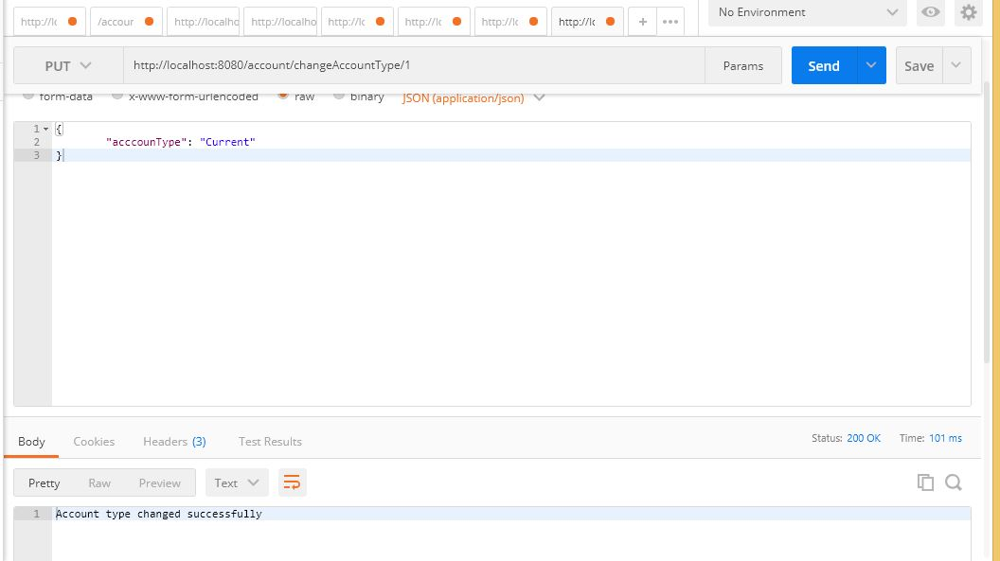 http://lc /accour http://localho http://localho http://lc http://lc http://lc http://lc + ••• No Environment
PUT http://localhost:8080/account/changeAccountType/1 Params Send Save
form-data x-www-form-urlencoded raw binary JSON (application/json)
1 {
2 "acccounType": "Current"
3 }
Body Cookies Headers (3) Test Results Status: 200 OK Time: 101 ms
Pretty Raw Preview Text
1 Account type changed successfully